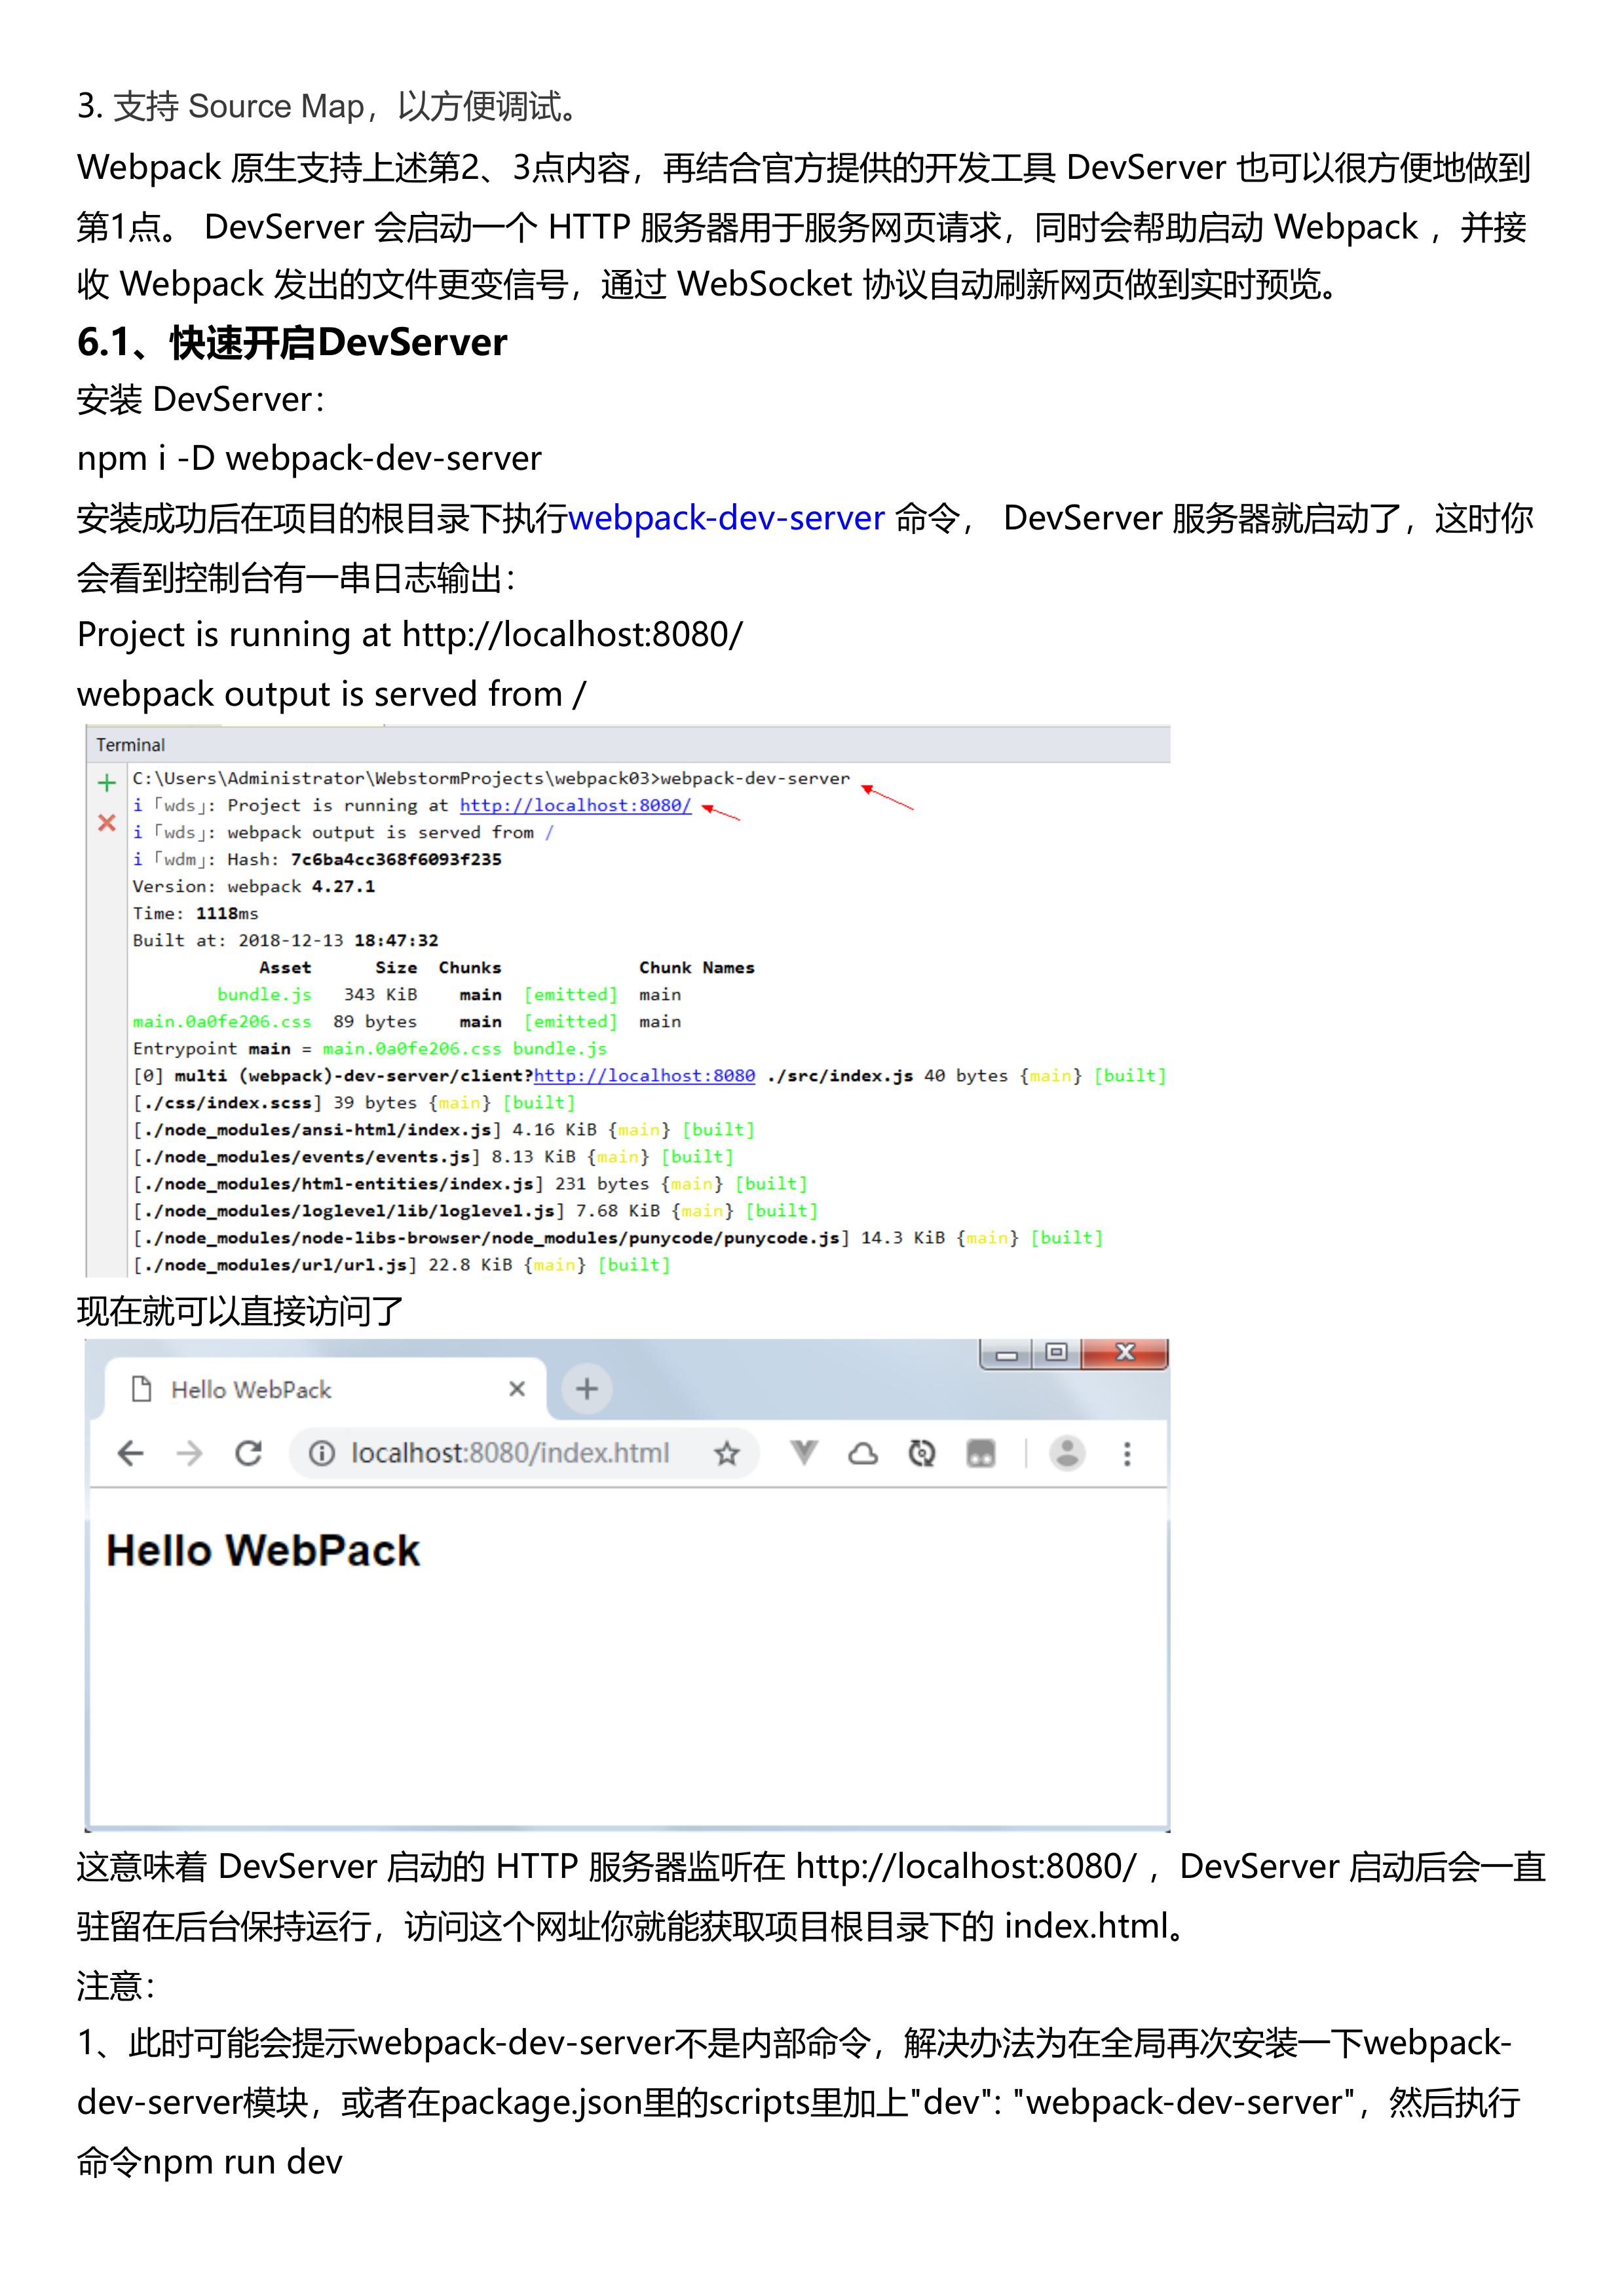 3. 支持 Source Map，以方便调试。
Webpack 原生支持上述第2、3点内容，再结合官方提供的开发工具 DevServer 也可以很方便地做到
第1点。 DevServer 会启动一个 HTTP 服务器用于服务网页请求，同时会帮助启动 Webpack ，并接
收 Webpack 发出的文件更变信号，通过 WebSocket 协议自动刷新网页做到实时预览。
6.1、快速开启DevServer
安装 DevServer：
npm i -D webpack-dev-server
安装成功后在项目的根目录下执行webpack-dev-server 命令， DevServer 服务器就启动了，这时你
会看到控制台有一串日志输出：
Project is running at http://localhost:8080/
webpack output is served from /
Terminal
C:\Users\Administrator\WebstormProjects\webpack03>webpack-dev-server
i ｢wds｣: Project is running at http://localhost:8080/
i ｢wds｣: webpack output is served from /
i ｢wdm｣: Hash: 7c6ba4cc368f6093f235
Version: webpack 4.27.1
Time: 1118ms
Built at: 2018-12-13 18:47:32
Asset Size Chunks Chunk Names
bundle.js 343 KiB main [emitted] main
main.0a0fe206.css 89 bytes main [emitted] main
Entrypoint main = main.0a0fe206.css bundle.js
[0] multi (webpack)-dev-server/client?http://localhost:8080 ./src/index.js 40 bytes {main} [built]
[./css/index.scss] 39 bytes {main} [built]
[./node_modules/ansi-html/index.js] 4.16 KiB {main} [built]
[./node_modules/events/events.js] 8.13 KiB {main} [built]
[./node_modules/html-entities/index.js] 231 bytes {main} [built]
[./node_modules/loglevel/lib/loglevel.js] 7.68 KiB {main} [built]
[./node_modules/node-libs-browser/node_modules/punycode/punycode.js] 14.3 KiB {main} [built]
[./node_modules/url/url.js] 22.8 KiB {main} [built]
现在就可以直接访问了
Hello WebPack
localhost:8080/index.html
Hello WebPack
这意味着 DevServer 启动的 HTTP 服务器监听在 http://localhost:8080/ ，DevServer 启动后会一直
驻留在后台保持运行，访问这个网址你就能获取项目根目录下的 index.html。
注意：
1、此时可能会提示webpack-dev-server不是内部命令，解决办法为在全局再次安装一下webpack-
dev-server模块，或者在package.json里的scripts里加上"dev": "webpack-dev-server"，然后执行
命令npm run dev